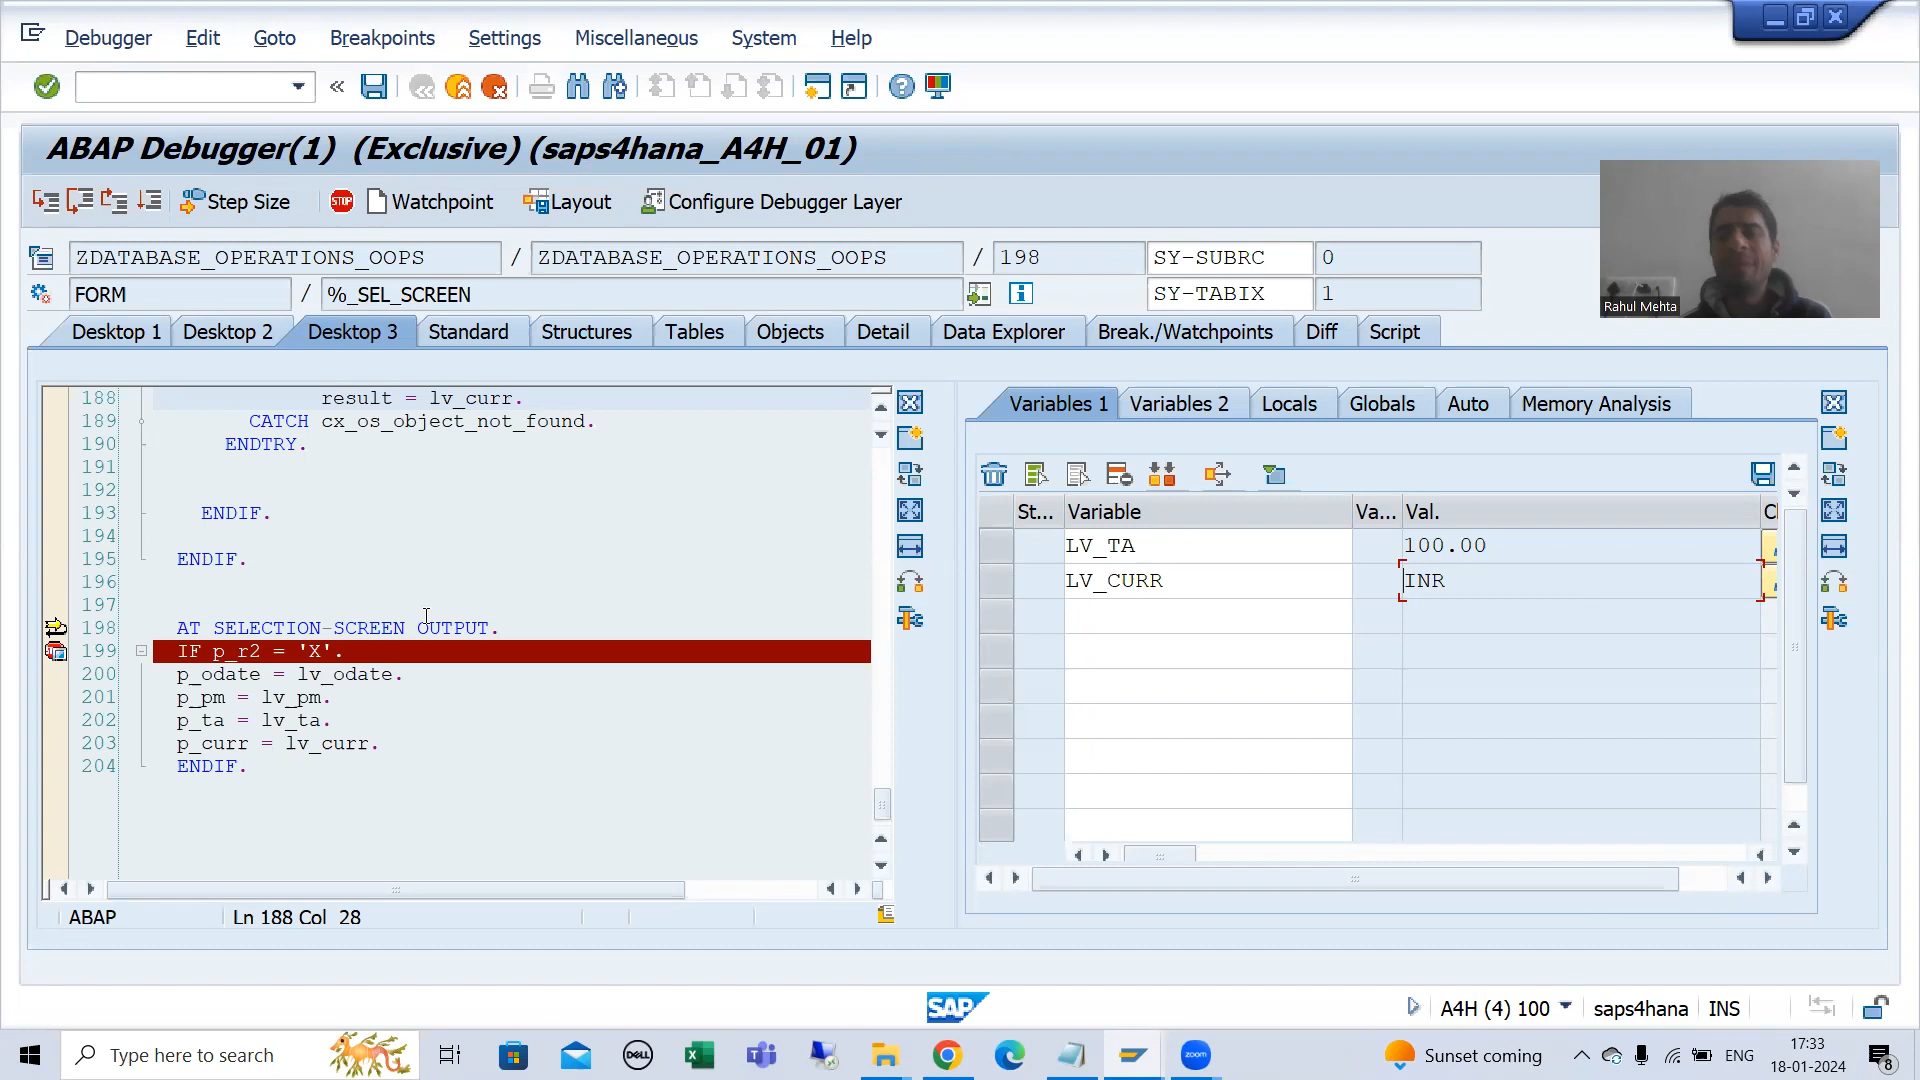 Debugger Edit Goto Breakpoints Settings Miscellaneous System Help
ABAP Debugger(1) (Exclusive) (saps4hana_A4H_01)
Step Size STOP Watchpoint Layout Configure Debugger Layer
ZDATABASE_OPERATIONS_OOPS / ZDATABASE_OPERATIONS_OOPS / 198 SY-SUBRC 0
FORM / %_SEL_SCREEN SY-TABIX 1
Rahul Mehta
Desktop 1 Desktop 2 Desktop 3 Standard Structures Tables Objects Detail Data Explorer Break./Watchpoints Diff Script
188 result = lv_curr.
189 CATCH cx_os_object_not_found.
190 ENDTRY.
191
192
193 ENDIF.
194
195 ENDIF.
196
197
198 AT SELECTION-SCREEN OUTPUT.
199 IF p_r2 = 'X'.
200 p_odate = lv_odate.
201 p_pm = lv_pm.
202 p_ta = lv_ta.
203 p_curr = lv_curr.
204 ENDIF.
ABAP Ln 188 Col 28
Variables 1 Variables 2 Locals Globals Auto Memory Analysis
St... Variable Va... Val. C
LV_TA 100.00
LV_CURR INR
SAP
A4H (4) 100 saps4hana INS
Type here to search
DELL
zoom
Sunset coming
ENG
17:33
18-01-2024
8